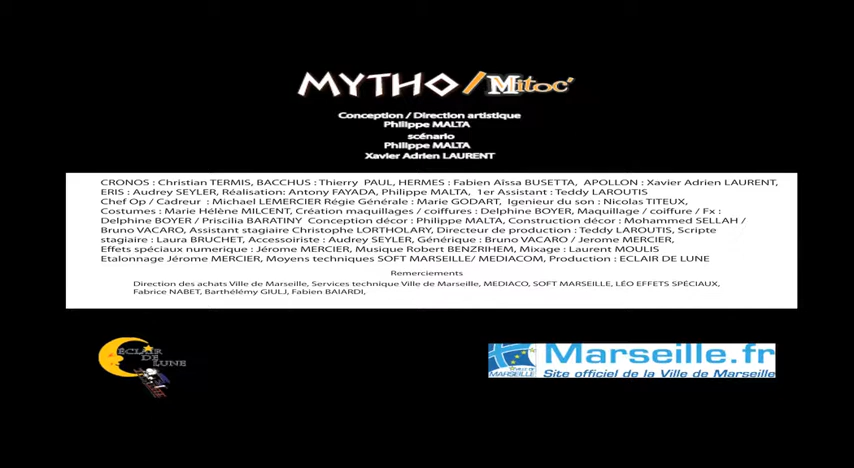 MYTHO/Mitoc'
Conception / Direction artistique
Philippe MALTA
scénario
Philippe MALTA
Xavier Adrien LAURENT
CRONOS : Christian TERMIS, BACCHUS : Thierry PAUL, HERMES : Fabien Aïssa BUSETTA, APOLLON : Xavier Adrien LAURENT,
ERIS : Audrey SEYLER, Réalisation: Antony FAYADA, Philippe MALTA, 1er Assistant : Teddy LAROUTIS
Chef Op / Cadreur : Michael LEMERCIER Régie Générale : Marie GODART, Igenieur du son : Nicolas TITEUX,
Costumes : Marie Hélène MILCENT, Création maquillages / coiffures : Delphine BOYER, Maquillage / coiffure / Fx :
Delphine BOYER / Priscilia BARATINY Conception décor : Philippe MALTA, Construction décor : Mohammed SELLAH /
Bruno VACARO, Assistant stagiaire Christophe LORTHOLARY, Directeur de production : Teddy LAROUTIS, Scripte
stagiaire : Laura BRUCHET, Accessoiriste : Audrey SEYLER, Générique : Bruno VACARO / Jerome MERCIER,
Effets spéciaux numerique : Jérome MERCIER, Musique Robert BENZRIHEM, Mixage : Laurent MOULIS
Etalonnage Jérome MERCIER, Moyens techniques SOFT MARSEILLE/ MEDIACOM, Production : ECLAIR DE LUNE
Remerciements
Direction des achats Ville de Marseille, Services technique Ville de Marseille, MEDIACO, SOFT MARSEILLE, LÉO EFFETS SPÉCIAUX,
Fabrice NABET, Barthélémy GIULJ, Fabien BAIARDI,
ÉCLAIR
DE
LUNE
VILLE DE
MARSEILLE
Marseille.fr
Site officiel de la Ville de Marseille